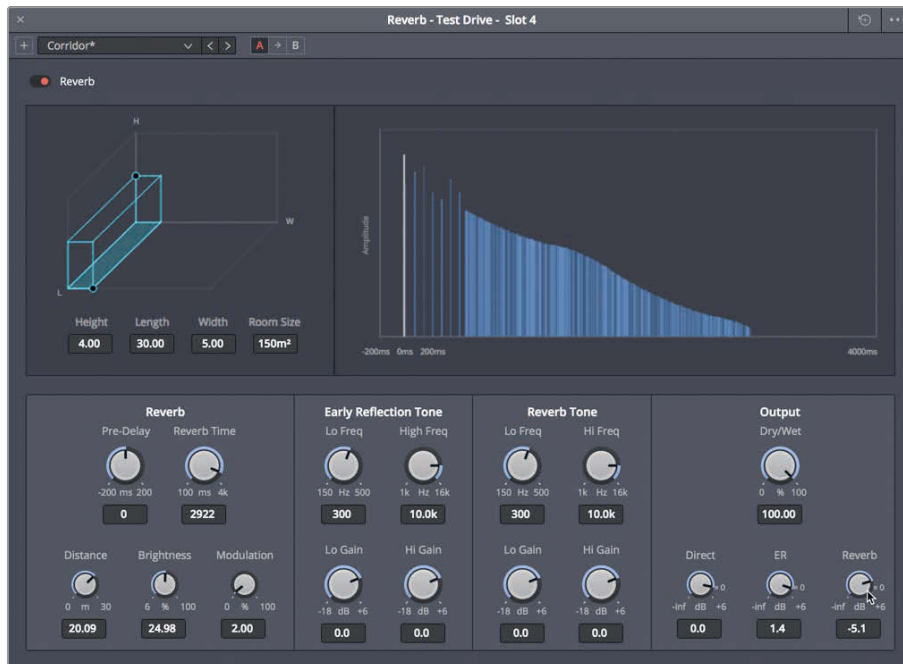 Reverb - Test Drive - Slot 4
Corridor*
A B
Reverb
H
W
L
Height Length Width Room Size
4.00 30.00 5.00 150m²
Amplitude
-200ms 0ms 200ms 4000ms
Reverb
Pre-Delay Reverb Time
-200 ms 200 100 ms 4k
0 2922
Distance Brightness Modulation
0 m 30 6 % 100 0 % 100
20.09 24.98 2.00
Early Reflection Tone
Lo Freq High Freq
150 Hz 500 1k Hz 16k
300 10.0k
Lo Gain Hi Gain
-18 dB +6 -18 dB +6
0.0 0.0
Reverb Tone
Lo Freq Hi Freq
150 Hz 500 1k Hz 16k
300 10.0k
Lo Gain Hi Gain
-18 dB +6 -18 dB +6
0.0 0.0
Output
Dry/Wet
0 % 100
100.00
Direct ER Reverb
0 0 0
-inf dB +6 -inf dB +6 -inf dB +6
0.0 1.4 -5.1